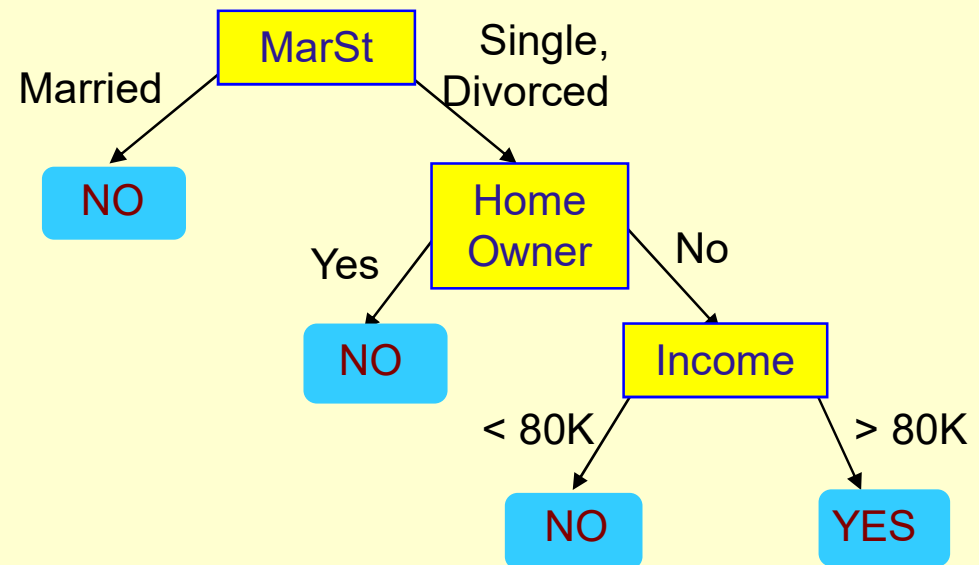 MarSt
Single,
Married
Divorced
NO
Home
Owner
Yes
No
NO
Income
< 80K
> 80K
NO
YES